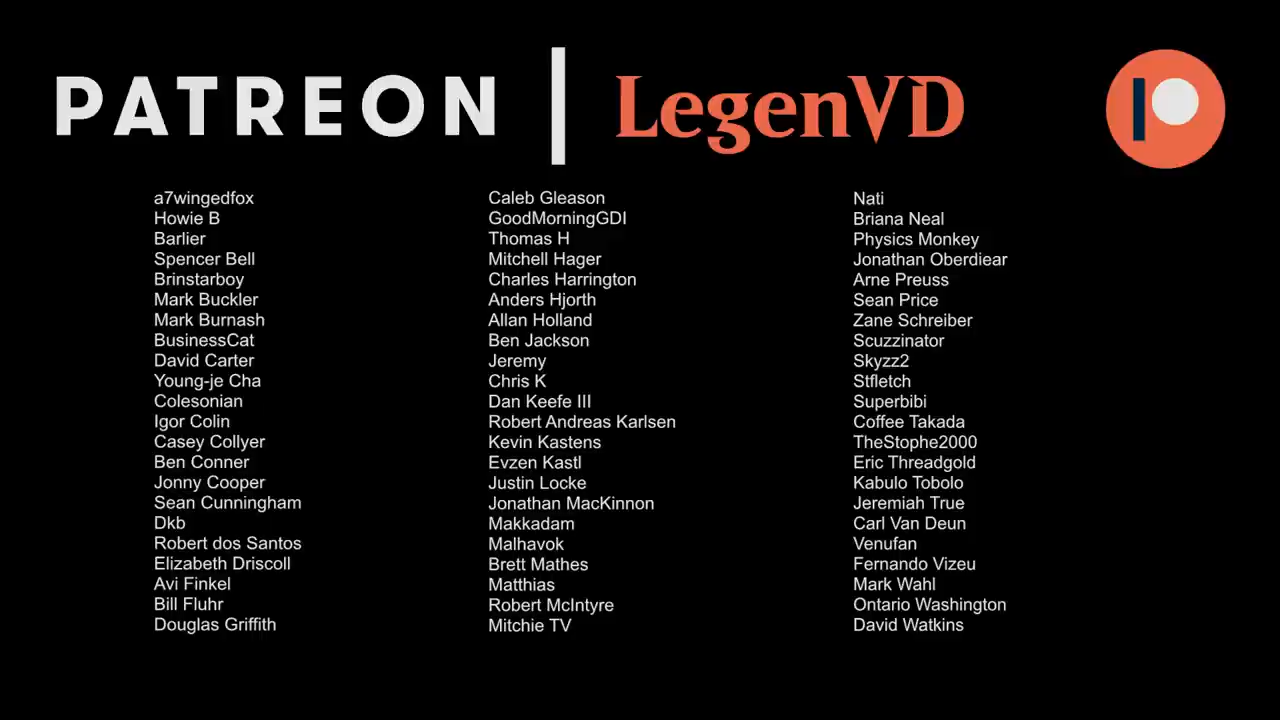 PATREON | LegenVD
a7wingedfox
Howie B
Barlier
Spencer Bell
Brinstarboy
Mark Buckler
Mark Burnash
BusinessCat
David Carter
Young-je Cha
Colesonian
Igor Colin
Casey Collyer
Ben Conner
Jonny Cooper
Sean Cunningham
Dkb
Robert dos Santos
Elizabeth Driscoll
Avi Finkel
Bill Fluhr
Douglas Griffith
Caleb Gleason
GoodMorningGDI
Thomas H
Mitchell Hager
Charles Harrington
Anders Hjorth
Allan Holland
Ben Jackson
Jeremy
Chris K
Dan Keefe III
Robert Andreas Karlsen
Kevin Kastens
Evzen Kastl
Justin Locke
Jonathan MacKinnon
Makkadam
Malhavok
Brett Mathes
Matthias
Robert McIntyre
Mitchie TV
Nati
Briana Neal
Physics Monkey
Jonathan Oberdiear
Arne Preuss
Sean Price
Zane Schreiber
Scuzzinator
Skyzz2
Stfletch
Superbibi
Coffee Takada
TheStophe2000
Eric Threadgold
Kabulo Tobolo
Jeremiah True
Carl Van Deun
Venufan
Fernando Vizeu
Mark Wahl
Ontario Washington
David Watkins